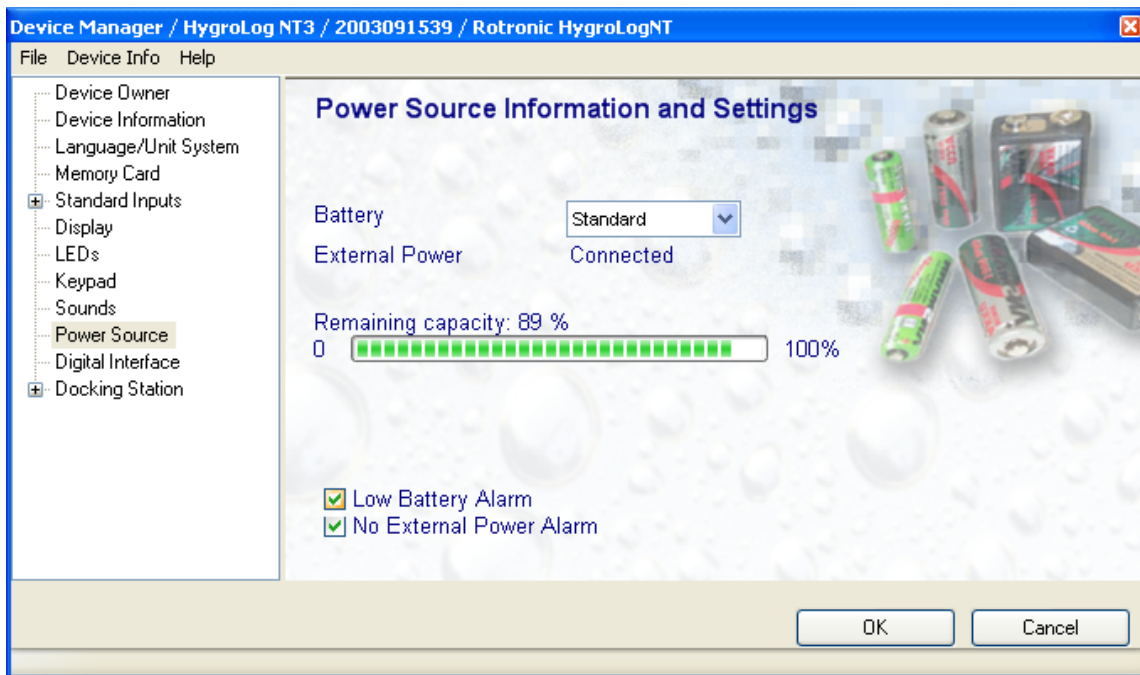 Device Manager / HygroLog NT3 / 2003091539 / Rotronic HygroLogNT
File Device Info Help
Device Owner
Device Information
Language/Unit System
Memory Card
Standard Inputs
Display
LEDs
Keypad
Sounds
Power Source
Digital Interface
Docking Station
Power Source Information and Settings
Battery Standard
External Power Connected
Remaining capacity: 89 %
0 100%
Low Battery Alarm
No External Power Alarm
OK Cancel